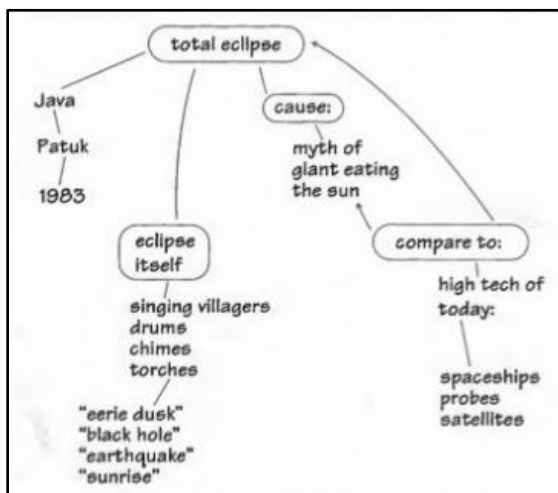 total eclipse
Java
Patuk
1983
eclipse
itself
singing villagers
drums
chimes
torches
"eerie dusk"
"black hole"
"earthquake"
"sunrise"
cause:
myth of
giant eating
the sun
compare to:
high tech of
today:
spaceships
probes
satellites